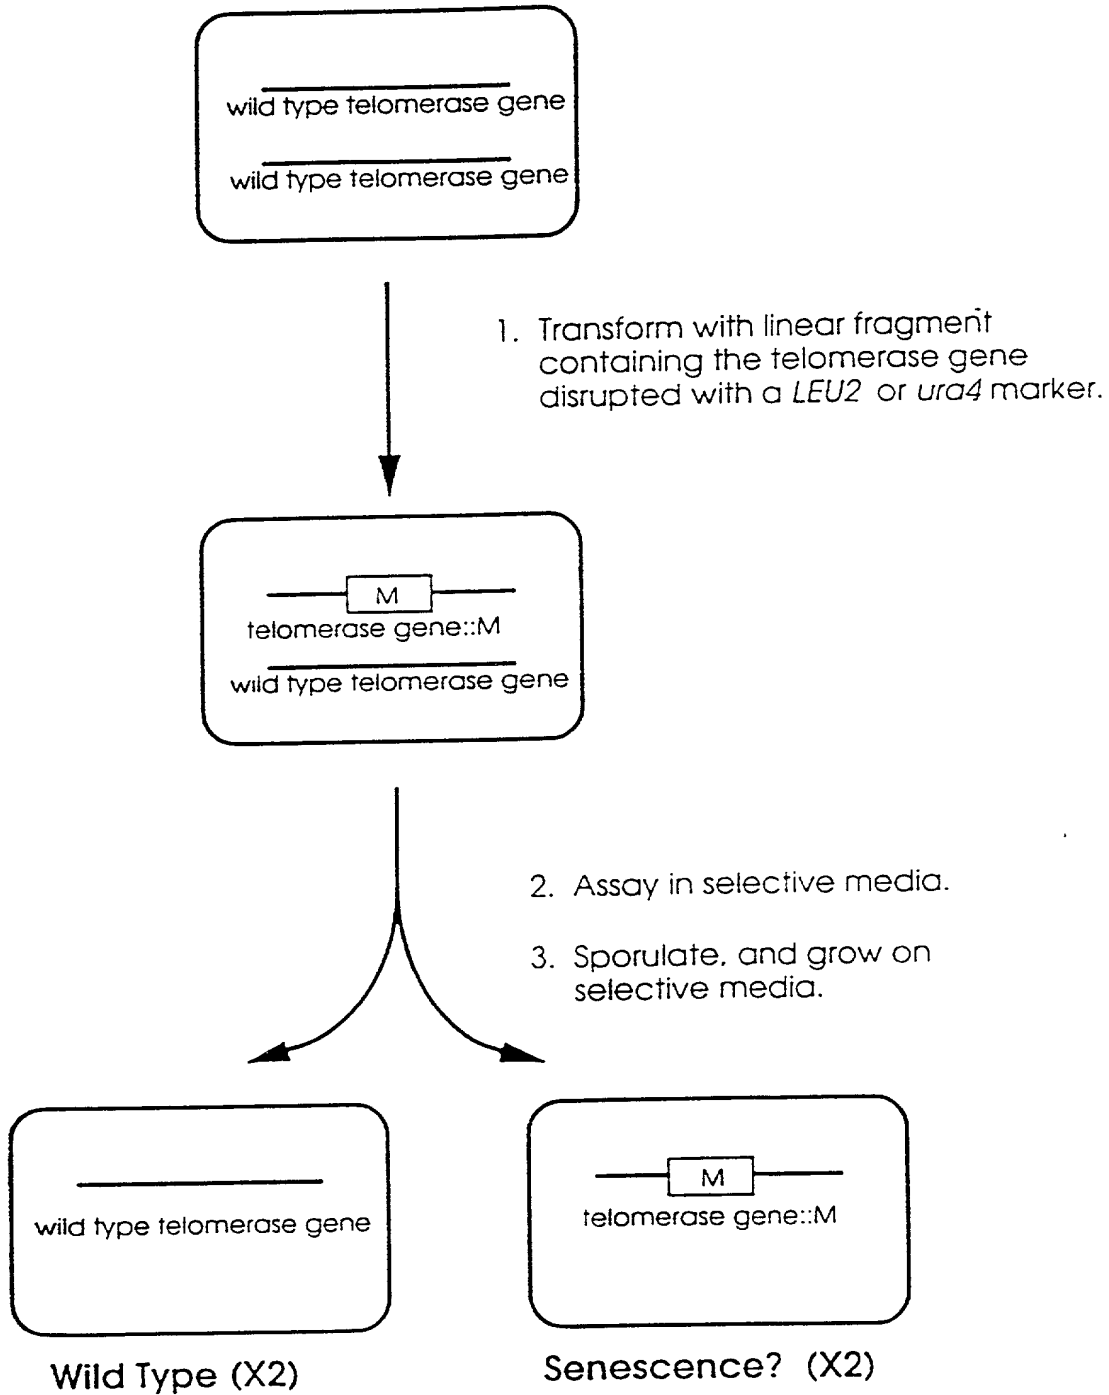 wild type telomerase gene
wild type telomerase gene
1. Transform with linear fragment
containing the telomerase gene
disrupted with a LEU2 or ura4 marker.
M
telomerase gene::M
wild type telomerase gene
2. Assay in selective media.
3. Sporulate, and grow on
selective media.
wild type telomerase gene
M
telomerase gene::M
Wild Type (X2)
Senescence? (X2)